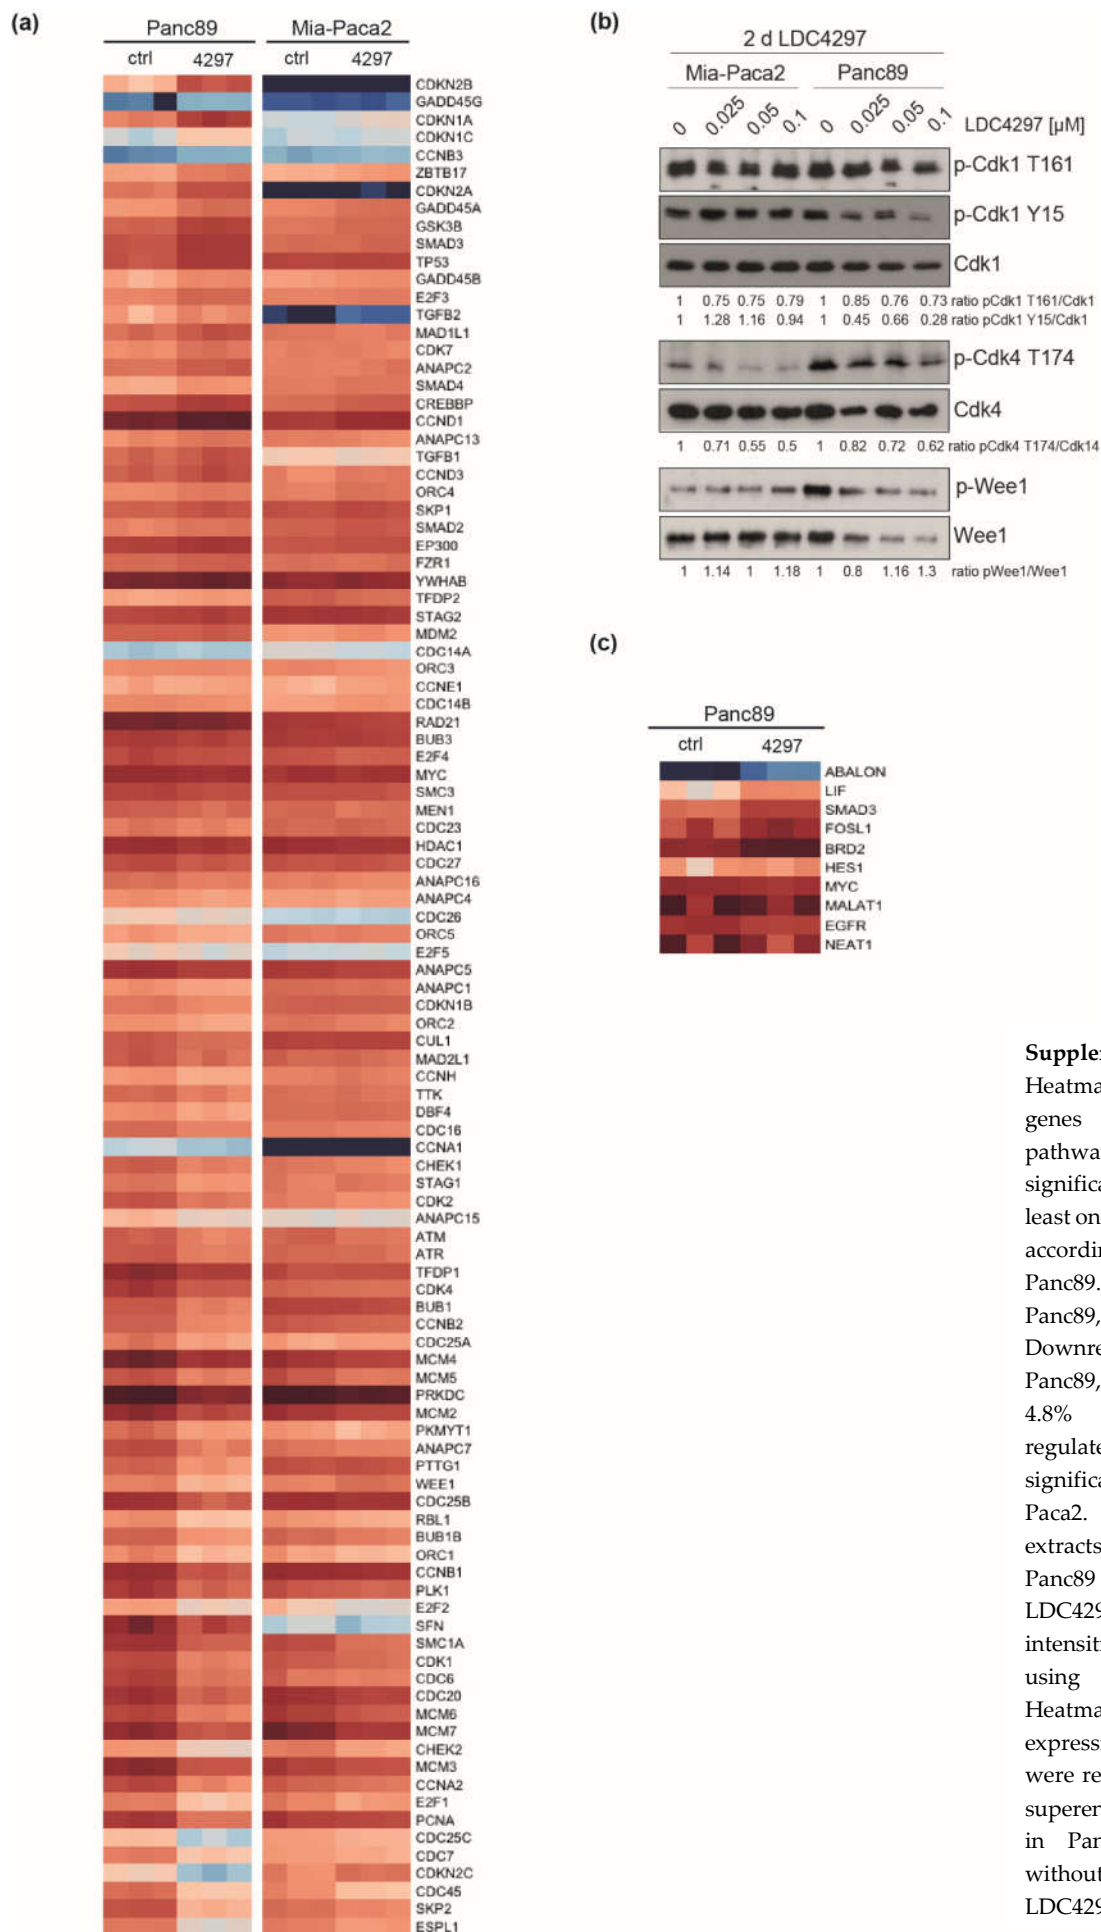 (a)
Panc89 Mia-Paca2
ctrl 4297 ctrl 4297
CDKN2B
GADD45G
CDKN1A
CDKN1C
CCNB3
ZBTB17
CDKN2A
GADD45A
GSK3B
SMAD3
TP53
GADD45B
E2F3
TGFB2
MAD1L1
CDK7
ANAPC2
SMAD4
CREBBP
CCND1
ANAPC13
TGFB1
CCND3
ORC4
SKP1
SMAD2
EP300
FZR1
YWHAB
TFDP2
STAG2
MDM2
CDC14A
ORC3
CCNE1
CDC14B
RAD21
BUB3
E2F4
MYC
SMC3
MEN1
CDC23
HDAC1
CDC27
ANAPC16
ANAPC4
CDC26
ORC5
E2F5
ANAPC5
ANAPC1
CDKN1B
ORC2
CUL1
MAD2L1
CCNH
TTK
DBF4
CDC16
CCNA1
CHEK1
STAG1
CDK2
ANAPC15
ATM
ATR
TFDP1
CDK4
BUB1
CCNB2
CDC25A
MCM4
MCM5
PRKDC
MCM2
PKMYT1
ANAPC7
PTTG1
WEE1
CDC25B
RBL1
BUB1B
ORC1
CCNB1
PLK1
E2F2
SFN
SMC1A
CDK1
CDC6
CDC20
MCM6
MCM7
CHEK2
MCM3
CCNA2
E2F1
PCNA
CDC25C
CDC7
CDKN2C
CDC45
SKP2
ESPL1
(b)
2 d LDC4297
Mia-Paca2 Panc89
0 0.025 0.05 0.1 0 0.025 0.05 0.1 LDC4297 [µM]
p-Cdk1 T161
p-Cdk1 Y15
Cdk1
1 0.75 0.75 0.79 1 0.85 0.76 0.73 ratio pCdk1 T161/Cdk1
1 1.28 1.16 0.94 1 0.45 0.66 0.28 ratio pCdk1 Y15/Cdk1
p-Cdk4 T174
Cdk4
1 0.71 0.55 0.5 1 0.82 0.72 0.62 ratio pCdk4 T174/Cdk14
p-Wee1
Wee1
1 1.14 1 1.18 1 0.8 1.16 1.3 ratio pWee1/Wee1
(c)
Panc89
ctrl 4297
ABALON
LIF
SMAD3
FOSL1
BRD2
HES1
MYC
MALAT1
EGFR
NEAT1
Suppler
Heatma
genes
pathwa
significa
least on
accordin
Panc89.
Panc89,
Downre
Panc89,
4.8%
regulate
significa
Paca2.
extracts
Panc89
LDC429
intensiti
using
Heatma
expressi
were re
superen
in Pan
without
LDC429